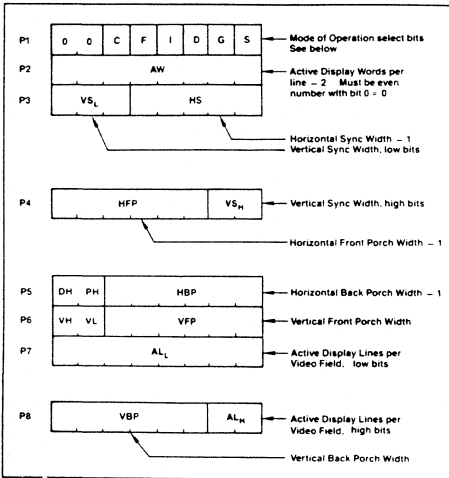 P1 0 0 C F I D G S Mode of Operation select bits
See below
P2 AW Active Display Words per
line – 2 Must be even
number with bit 0 = 0
P3 VSL HS
Horizontal Sync Width – 1
Vertical Sync Width, low bits
P4 HFP VSH Vertical Sync Width, high bits
Horizontal Front Porch Width – 1
P5 DH PH HBP Horizontal Back Porch Width – 1
P6 VH VL VFP Vertical Front Porch Width
P7 ALL Active Display Lines per
Video Field, low bits
P8 VBP ALH Active Display Lines per
Video Field, high bits
Vertical Back Porch Width